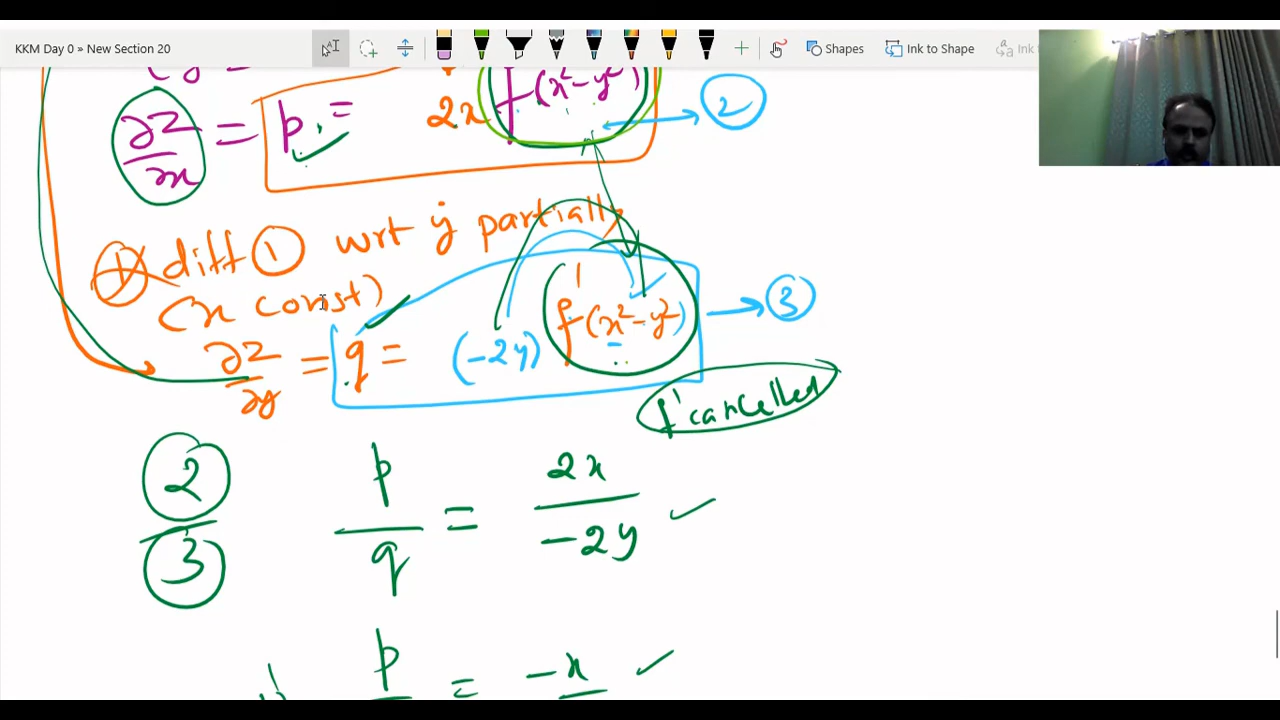 KKM Day 0 » New Section 20
Shapes
Ink to Shape
∂z/∂x = p = 2x f(x²-y²) → 2
diff 1 wrt y partially
(x const)
∂z/∂y = q = (-2y) f'(x²-y²) → 3
f' cancelled
2/3 p/q = 2x/-2y ✓
p = -x ✓